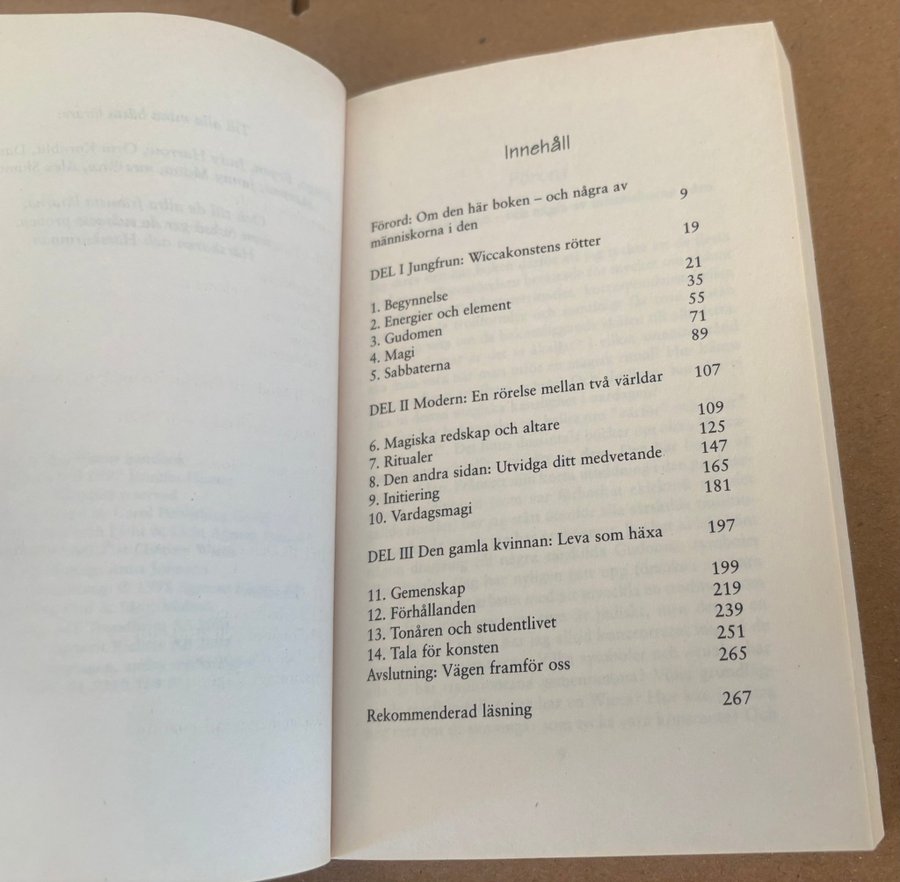 Innehåll
Förord: Om den här boken – och några av
människorna i den 9
DEL I Jungfrun: Wiccakonstens rötter 19
1. Begynnelse 21
2. Energier och element 35
3. Gudomen 55
4. Magi 71
5. Sabbaterna 89
DEL II Modern: En rörelse mellan två världar 107
6. Magiska redskap och altare 109
7. Ritualer 125
8. Den andra sidan: Utvidga ditt medvetande 147
9. Initiering 165
10. Vardagsmagi 181
DEL III Den gamla kvinnan: Leva som häxa 197
11. Gemenskap 199
12. Förhållanden 219
13. Tonåren och studentlivet 239
14. Tala för konsten 251
Avslutning: Vägen framför oss 265
Rekommenderad läsning 267